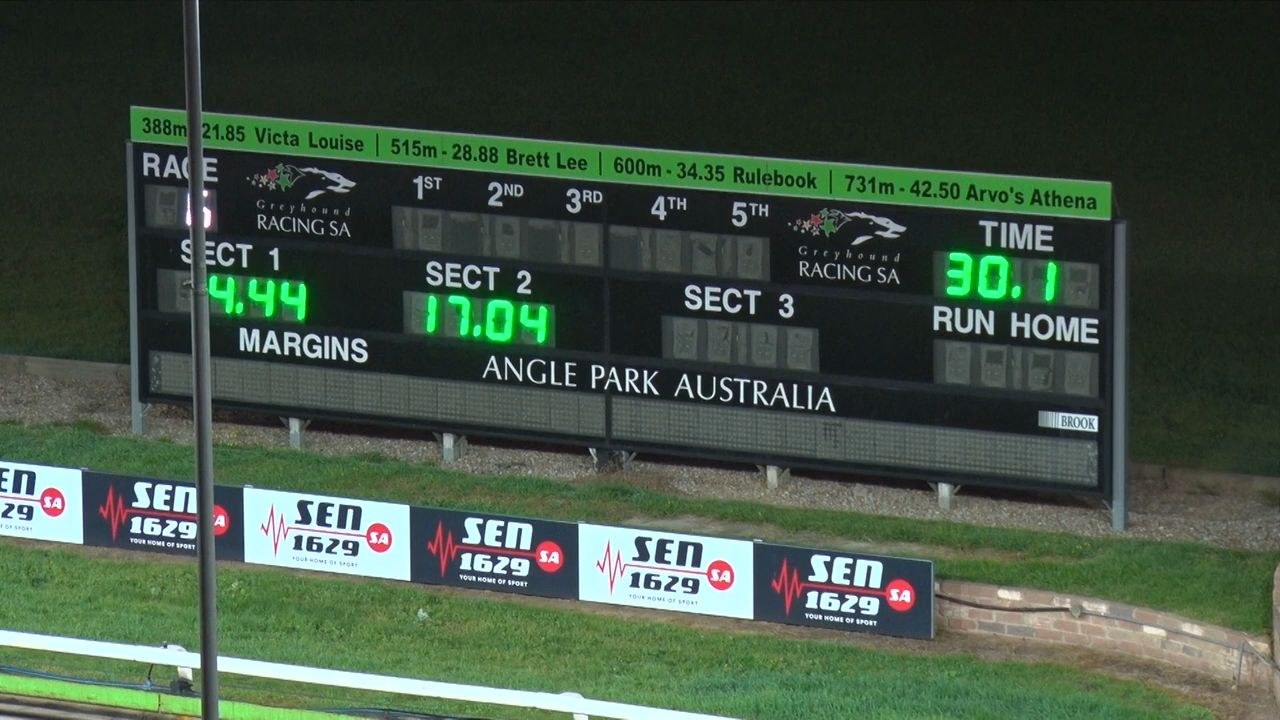 388m 21.85 Victa Louise | 515m - 28.88 Brett Lee | 600m - 34.35 Rulebook | 731m - 42.50 Arvo's Athena
RACE
Greyhound
RACING SA
1ST 2ND 3RD 4TH 5TH
Greyhound
RACING SA
TIME
30.1
SECT 1
4.44
SECT 2
17.04
SECT 3
RUN HOME
MARGINS
ANGLE PARK AUSTRALIA
BROOK
EN SA
29
SEN
1629
YOUR HOME OF SPORT
SEN SA
1629
YOUR HOME OF SPORT
SEN SA
1629
YOUR HOME OF SPORT
SEN SA
1629
YOUR HOME OF SPORT
SEN SA
1629
YOUR HOME OF SPORT